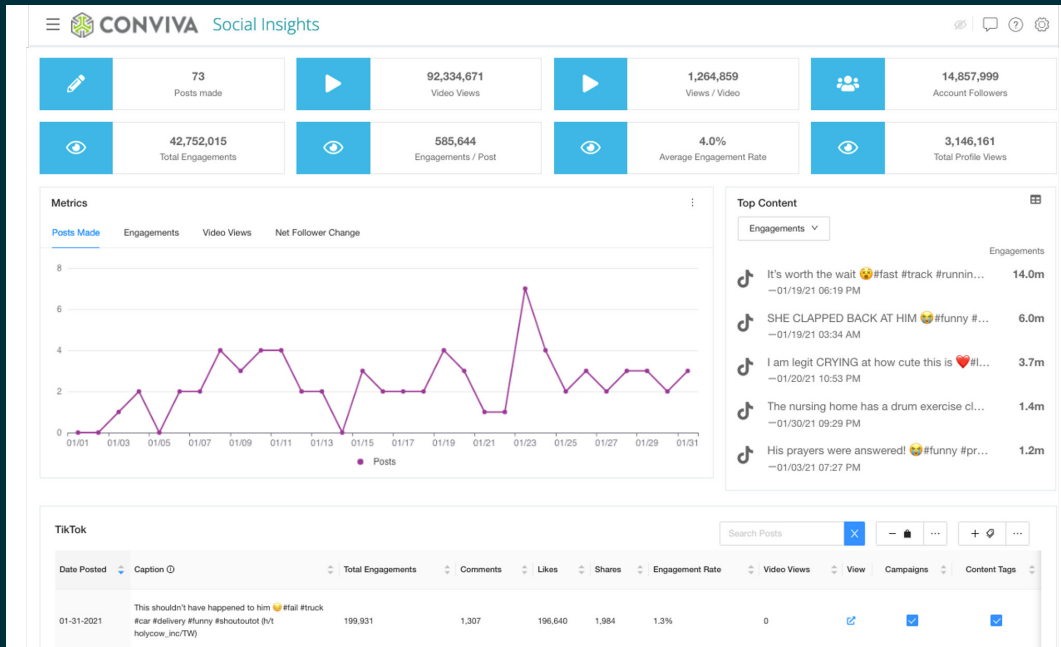 CONVIVA Social Insights
73
Posts made
92,334,671
Video Views
1,264,859
Views / Video
14,857,999
Account Followers
42,752,015
Total Engagements
585,644
Engagements / Post
4.0%
Average Engagement Rate
3,146,161
Total Profile Views
Metrics
Posts Made Engagements Video Views Net Follower Change
8
6
4
2
0
01/01 01/03 01/05 01/07 01/09 01/11 01/13 01/15 01/17 01/19 01/21 01/23 01/25 01/27 01/29 01/31
Posts
Top Content
Engagements
Engagements
It's worth the wait 😵#fast #track #runnin... 14.0m
—01/19/21 06:19 PM
SHE CLAPPED BACK AT HIM 😭#funny #... 6.0m
—01/19/21 03:34 AM
I am legit CRYING at how cute this is ❤️#l... 3.7m
—01/20/21 10:53 PM
The nursing home has a drum exercise cl... 1.4m
—01/30/21 09:29 PM
His prayers were answered! 😭#funny #pr... 1.2m
—01/03/21 07:27 PM
TikTok
Search Posts X
Date Posted Caption Total Engagements Comments Likes Shares Engagement Rate Video Views View Campaigns Content Tags
This shouldn't have happened to him 😔#fail #truck
01-31-2021 #car #delivery #funny #shoutoutot (h/t 199,931 1,307 196,640 1,984 1.3% 0
holycow_inc/TW)